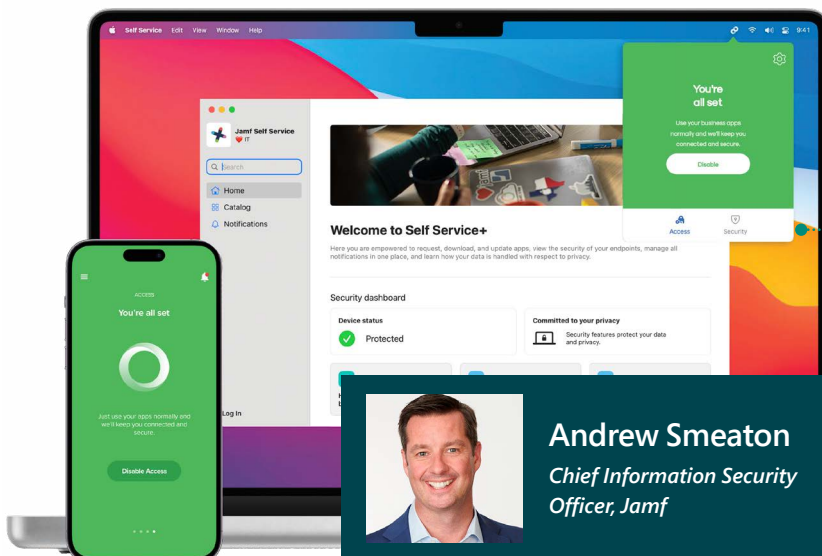 Self Service Edit View Window Help 9:41
You're
all set
Use your business apps
normally and we'll keep you
connected and secure.
Disable
Access Security
Jamf Self Service
IT
Search
Home
Catalog
Notifications
Log In
Welcome to Self Service+
Here you are empowered to request, download, and update apps, view the security of your endpoints, manage all
notifications in one place, and learn how your data is handled with respect to privacy.
Security dashboard
Device status
Protected
Committed to your privacy
Security features protect your data
and privacy.
ACCESS
You're all set
Just use your apps normally and
we'll keep you connected and
secure.
Disable Access
Andrew Smeaton
Chief Information Security
Officer, Jamf